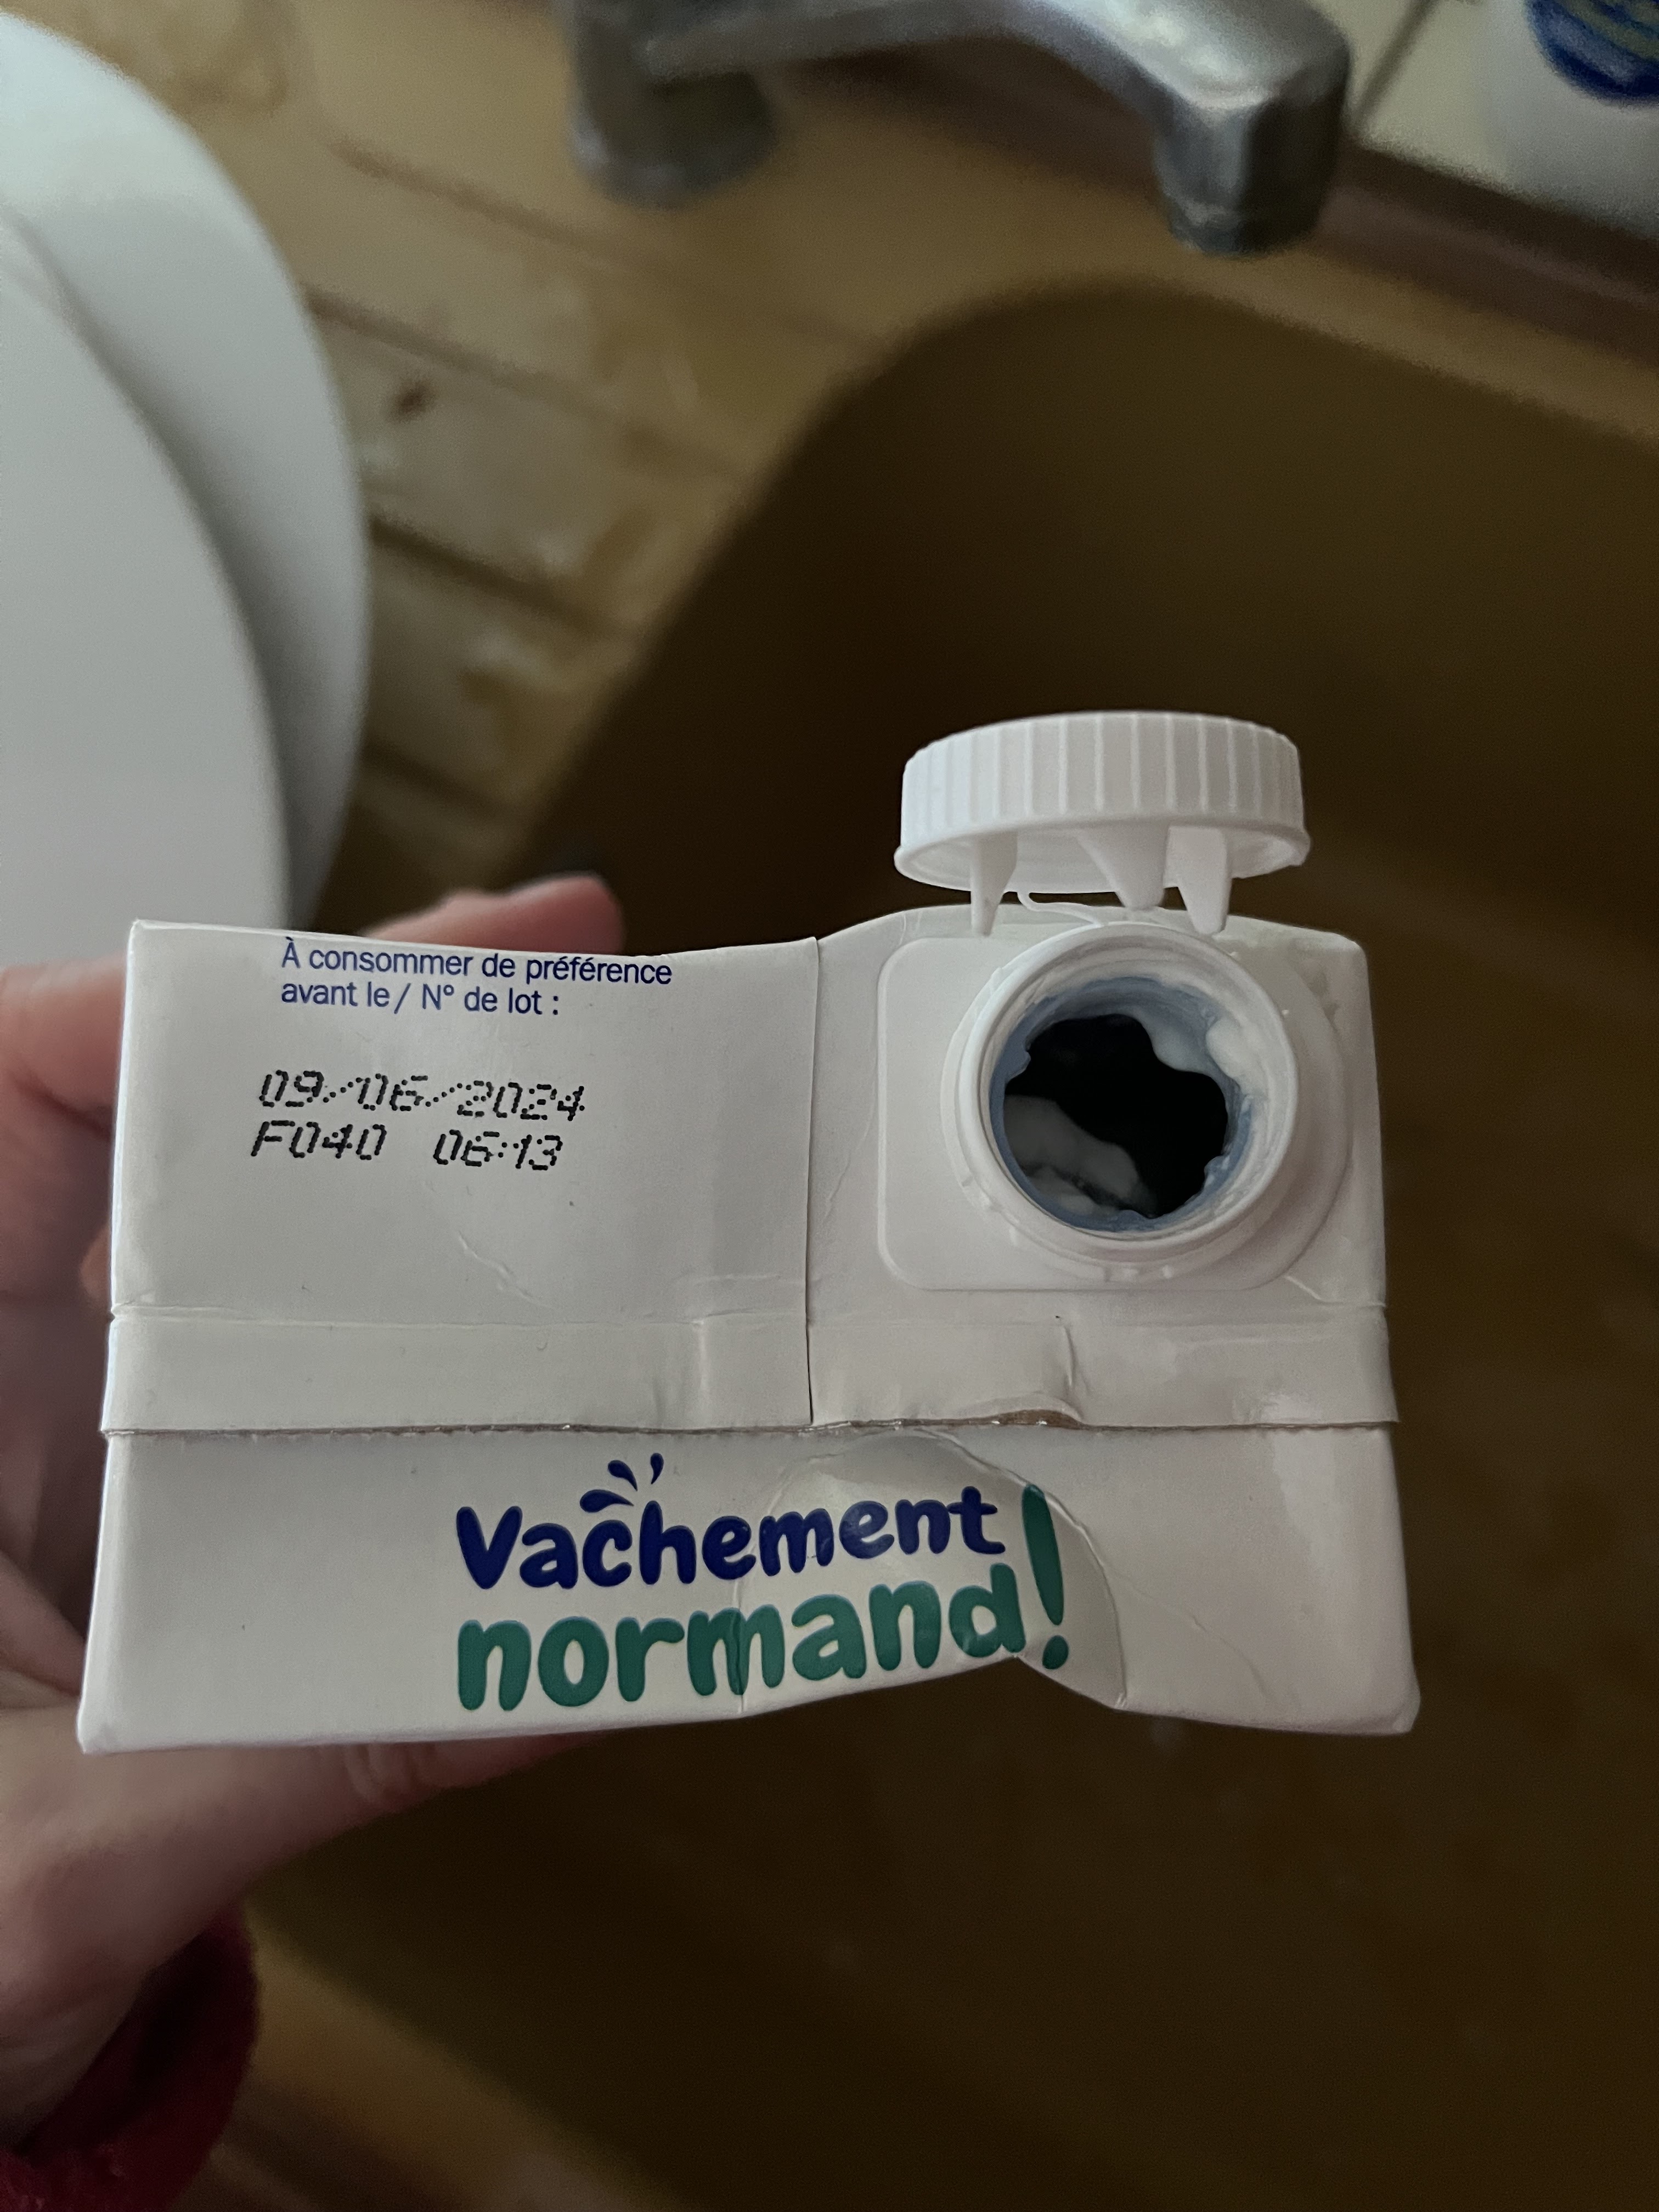 À consommer de préférence
avant le / N° de lot :
09/06/2024
F040 06:13
Vachement
normand!